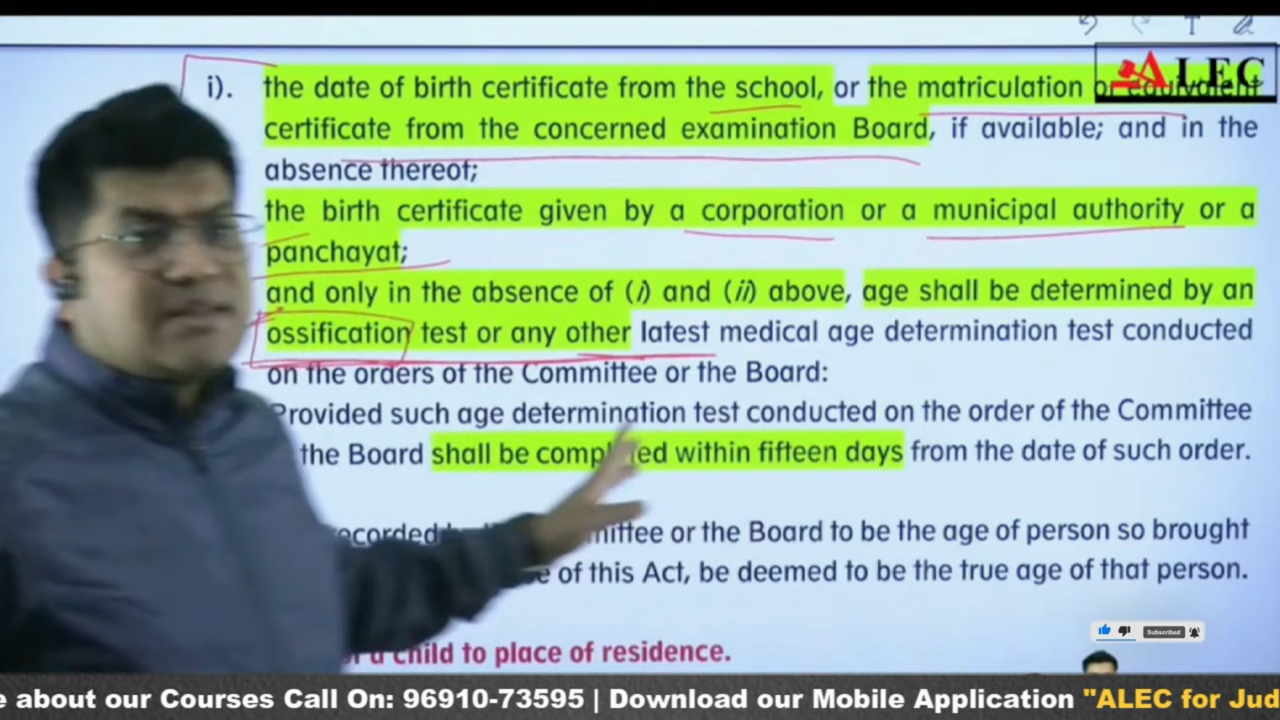 ALEC
i). the date of birth certificate from the school, or the matriculation or equivalent
certificate from the concerned examination Board, if available; and in the
absence thereot;
the birth certificate given by a corporation or a municipal authority or a
panchayat;
and only in the absence of (i) and (ii) above, age shall be determined by an
ossification test or any other latest medical age determination test conducted
on the orders of the Committee or the Board:
Provided such age determination test conducted on the order of the Committee
the Board shall be completed within fifteen days from the date of such order.
recorded Committee or the Board to be the age of person so brought
of this Act, be deemed to be the true age of that person.
a child to place of residence.
Subscribed
about our Courses Call On: 96910-73595 | Download our Mobile Application "ALEC for Jud